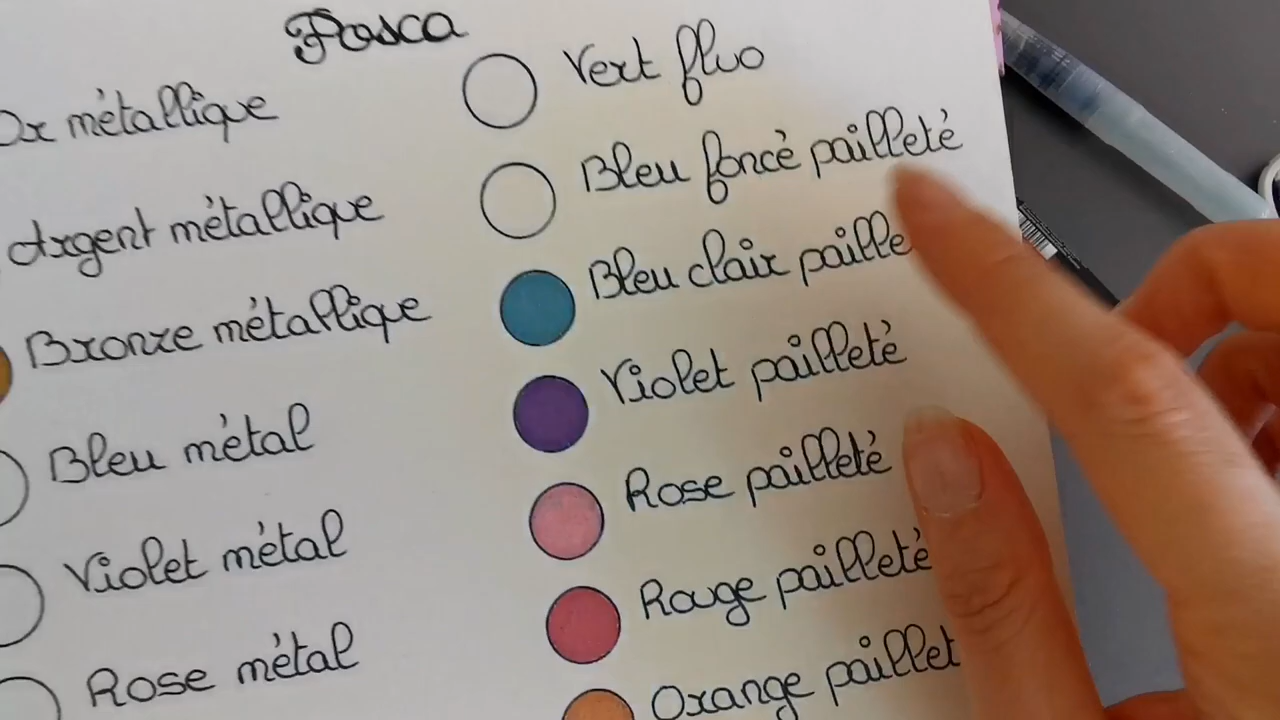 Posca
Or métallique
Argent métallique
Bronze métallique
Bleu métal
Violet métal
Rose métal
Vert fluo
Bleu foncé pailleté
Bleu clair paille
Violet pailleté
Rose pailleté
Rouge pailleté
Orange paillet